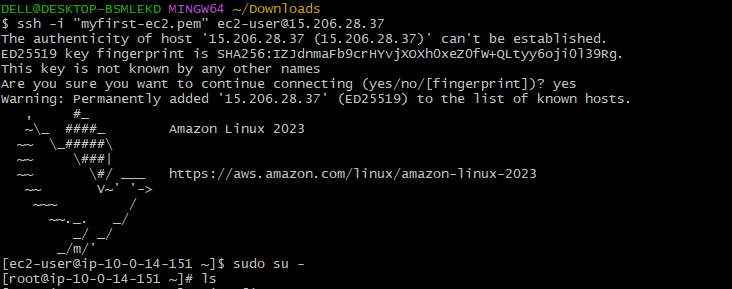 DELL@DESKTOP-BSMLEKD MINGW64 ~/Downloads
$ ssh -i "myfirst-ec2.pem" ec2-user@15.206.28.37
The authenticity of host '15.206.28.37 (15.206.28.37)' can't be established.
ED25519 key fingerprint is SHA256:IZJdnmaFb9crHYvjXOXh0xeZ0fW+QLtyy6oji0l39Rg.
This key is not known by any other names
Are you sure you want to continue connecting (yes/no/[fingerprint])? yes
Warning: Permanently added '15.206.28.37' (ED25519) to the list of known hosts.
   ,     #_
   ~\_  ####_        Amazon Linux 2023
  ~~  \_#####\
  ~~     \###|
  ~~       \#/ ___   https://aws.amazon.com/linux/amazon-linux-2023
   ~~       V~' '->
    ~~~         /
      ~~._.   _/
         _/ _/
       _/m/'
[ec2-user@ip-10-0-14-151 ~]$ sudo su -
[root@ip-10-0-14-151 ~]# ls